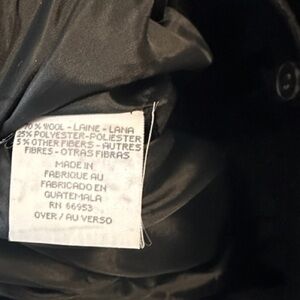 70 % WOOL - LAINE - LANA
25% POLYESTER-POLIESTER
5 % OTHER FIBERS - AUTRES
FIBRES - OTRAS FIBRAS
MADE IN
FABRIQUE AU
FABRICADO EN
GUATEMALA
RN 66953
OVER / AU VERSO